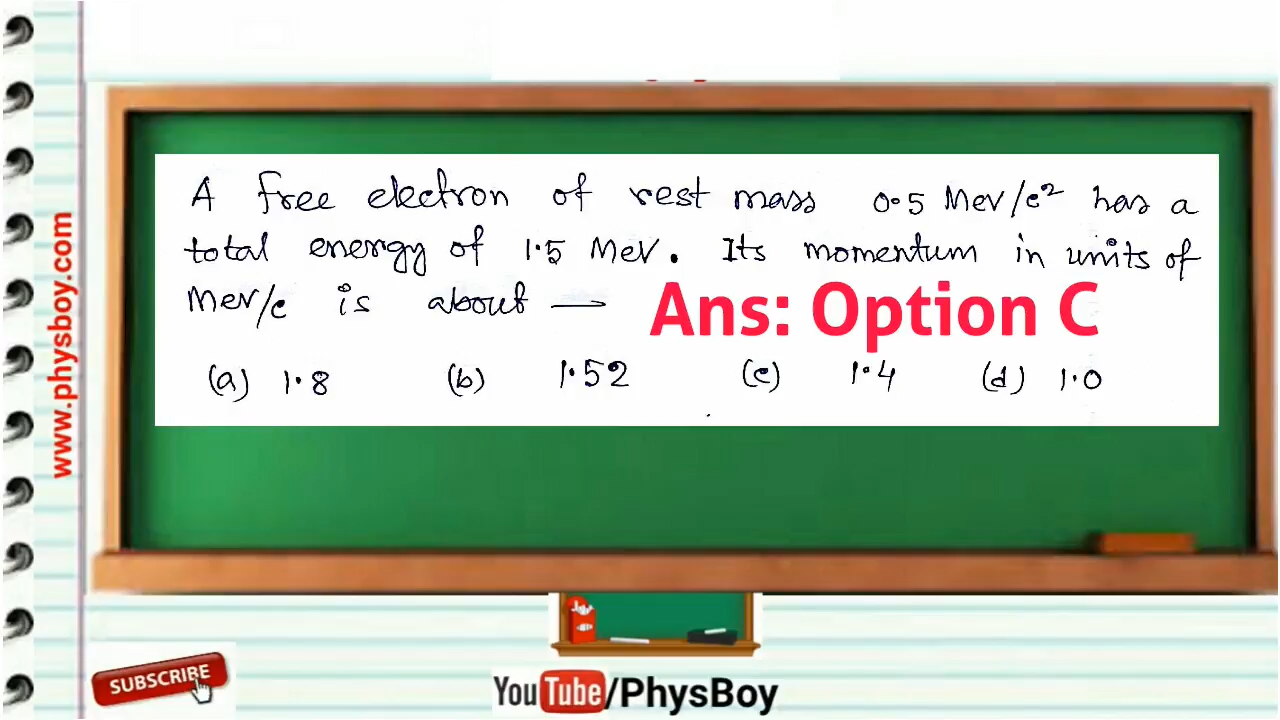 A free electron of rest mass 0.5 Mev/c² has a
total energy of 1.5 MeV. Its momentum in units of
Mev/c is about —
Ans: Option C
(a) 1.8 (b) 1.52 (c) 1.4 (d) 1.0
www.physboy.com
SUBSCRIBE
YouTube/PhysBoy